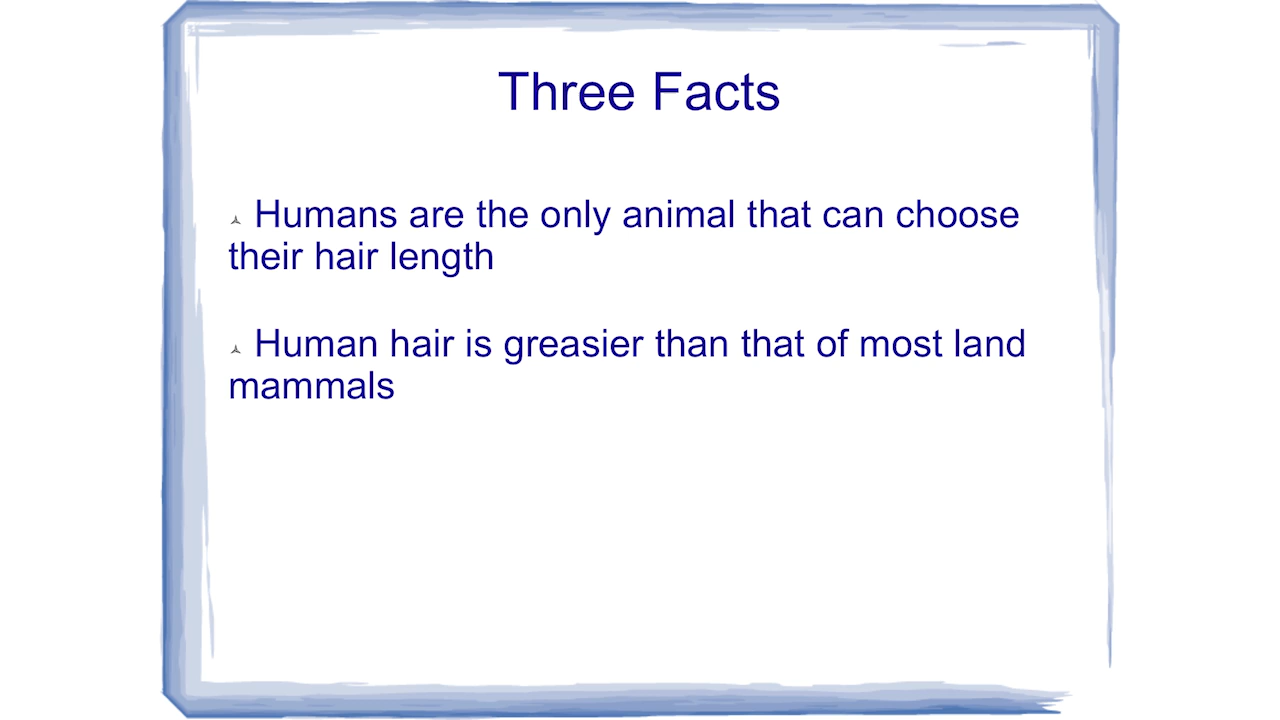 Three Facts
Humans are the only animal that can choose
their hair length
Human hair is greasier than that of most land
mammals